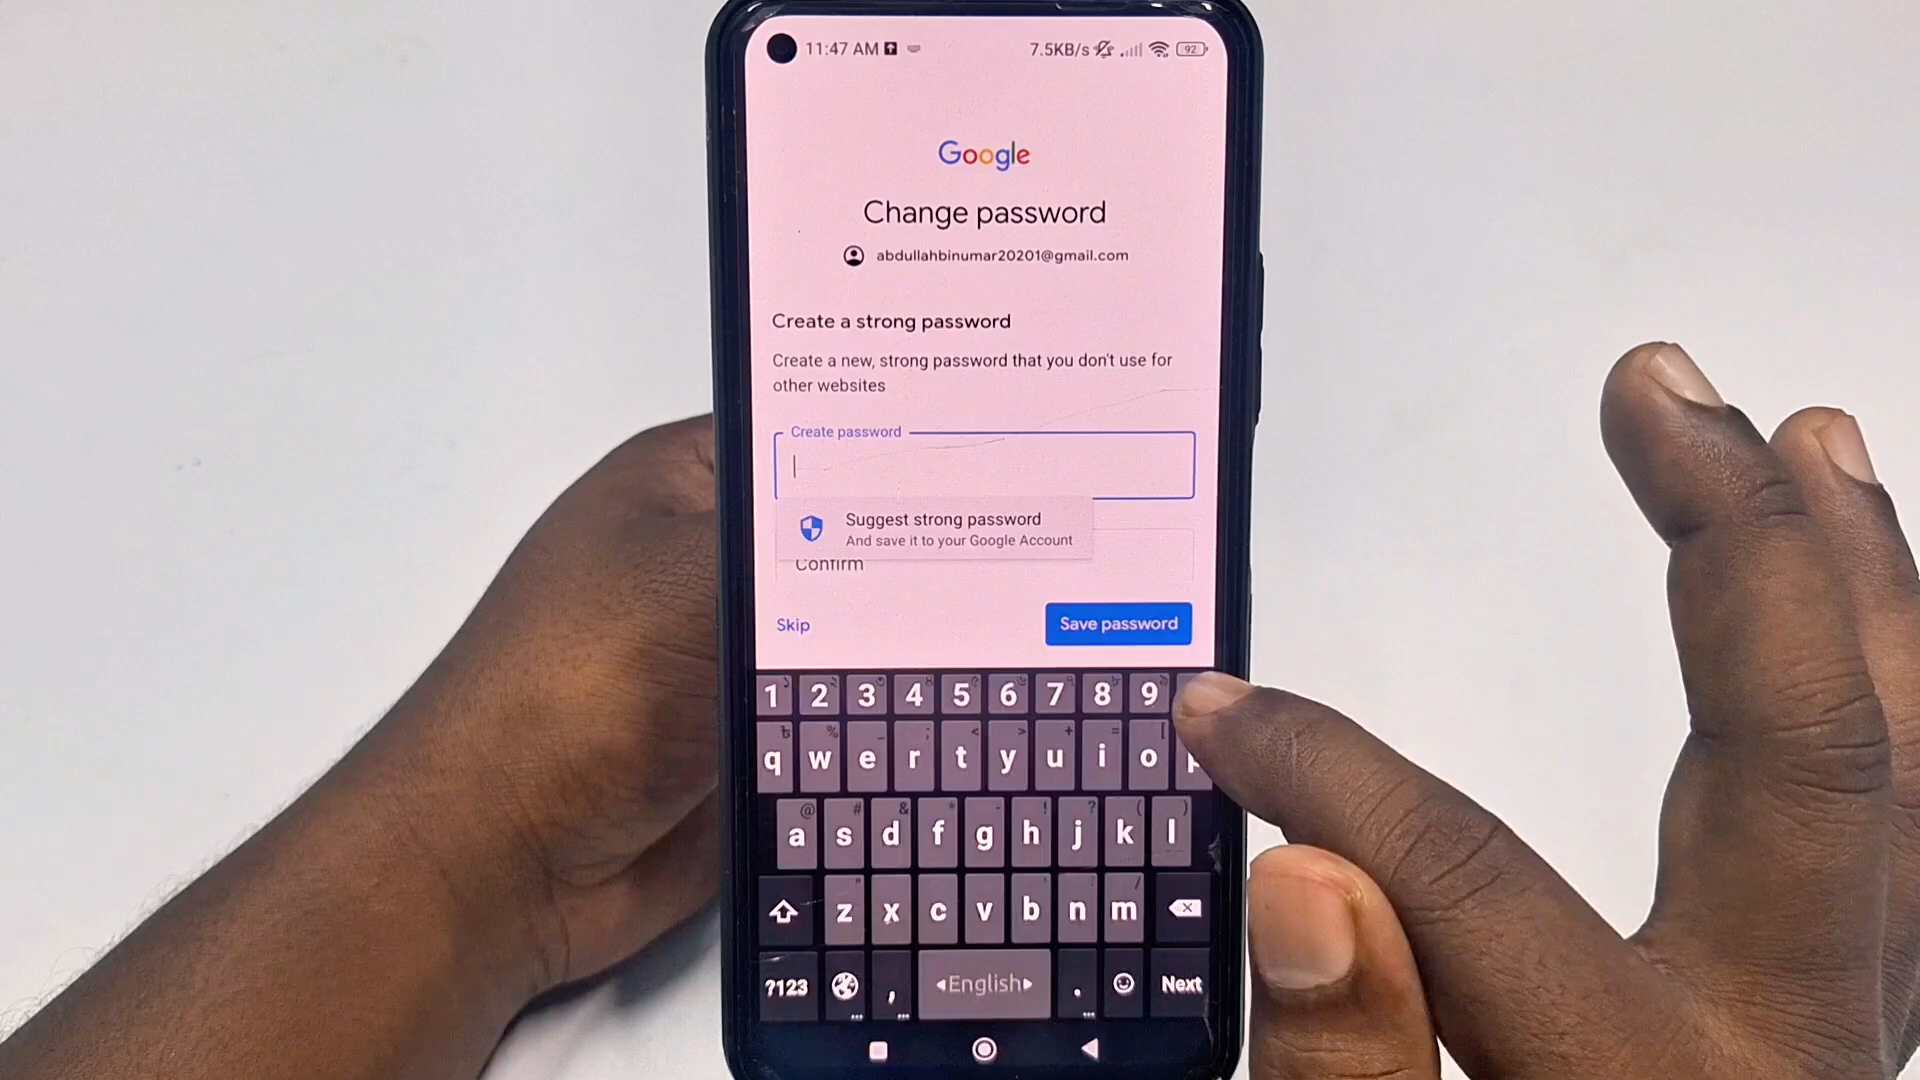 11:47 AM
7.5KB/s
92
Google
Change password
abdullahbinumar20201@gmail.com
Create a strong password
Create a new, strong password that you don't use for
other websites
Create password
Suggest strong password
And save it to your Google Account
Confirm
Skip
Save password
1 2 3 4 5 6 7 8 9
q w e r t y u i o p
a s d f g h j k l
z x c v b n m
?123 , ◂English▸ . Next